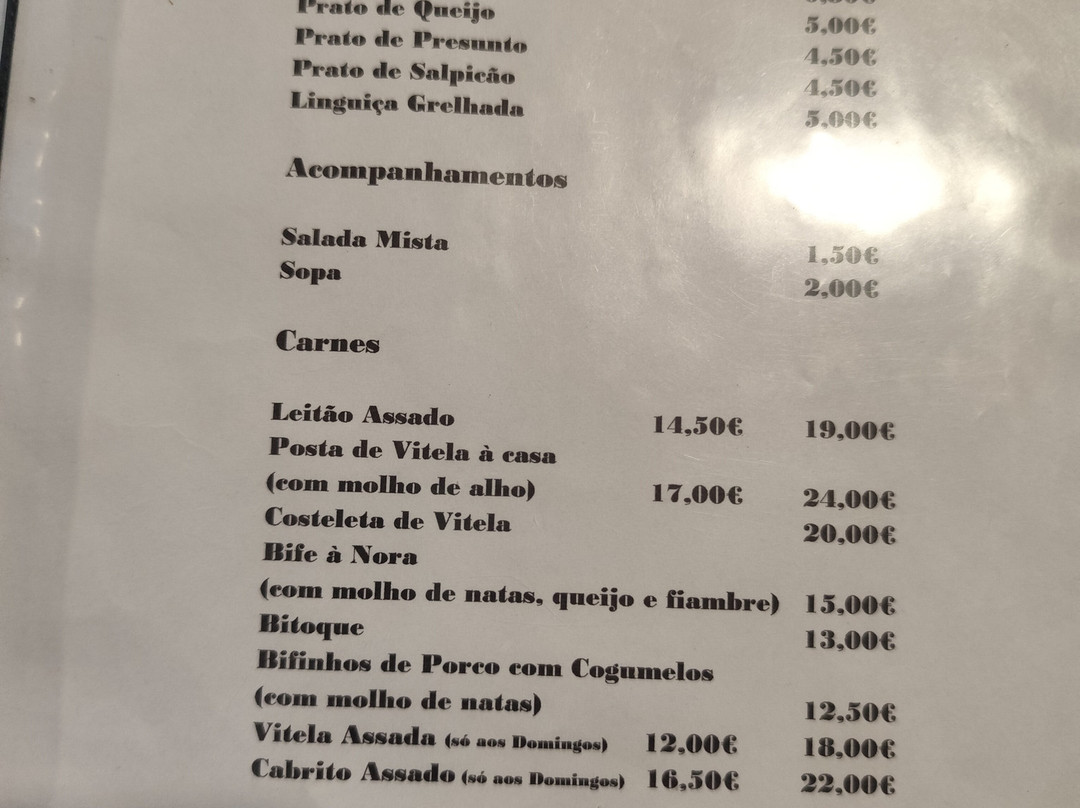 Prato de Queijo 5,00€
Prato de Presunto 4,50€
Prato de Salpicão 4,50€
Linguiça Grelhada 5,00€
Acompanhamentos
Salada Mista 1,50€
Sopa 2,00€
Carnes
Leitão Assado 14,50€ 19,00€
Posta de Vitela à casa
(com molho de alho) 17,00€ 24,00€
Costeleta de Vitela 20,00€
Bife à Nora
(com molho de natas, queijo e fiambre) 15,00€
Bitoque 13,00€
Bifinhos de Porco com Cogumelos
(com molho de natas) 12,50€
Vitela Assada (só aos Domingos) 12,00€ 18,00€
Cabrito Assado (só aos Domingos) 16,50€ 22,00€